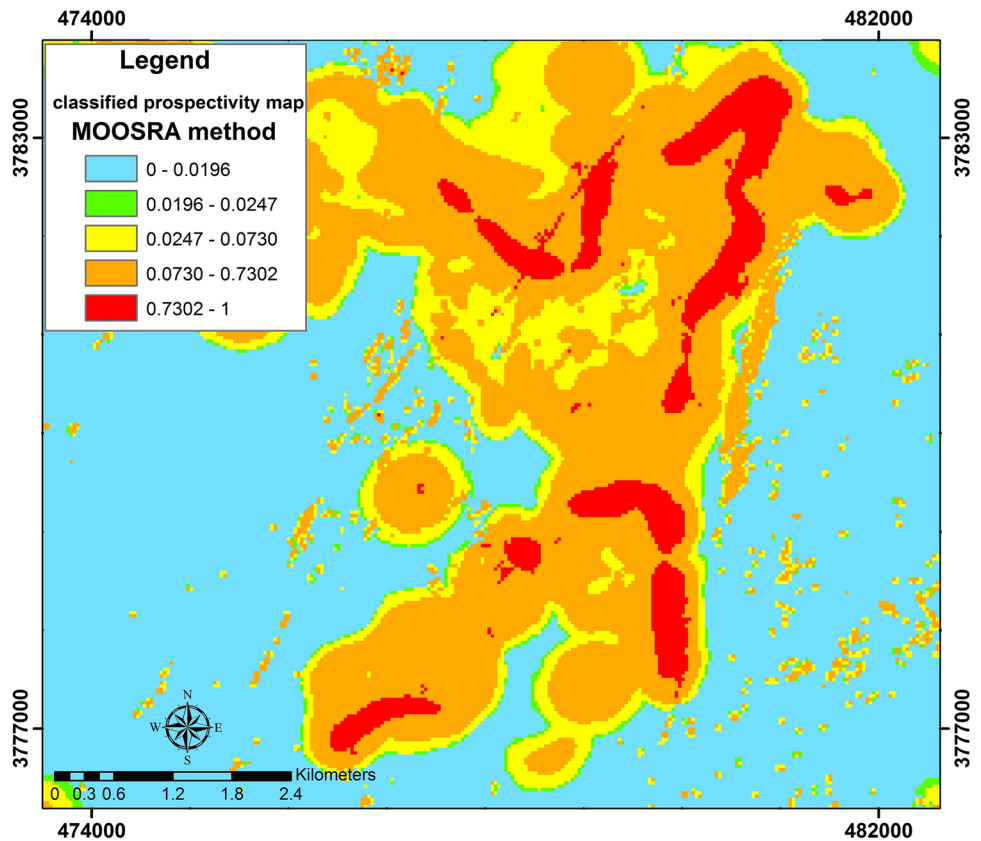 474000 482000
Legend
classified prospectivity map
MOOSRA method
0 - 0.0196
0.0196 - 0.0247
0.0247 - 0.0730
0.0730 - 0.7302
0.7302 - 1
3783000 3783000
3777000 3777000
N
W E
S
Kilometers
0 0.3 0.6 1.2 1.8 2.4
474000 482000